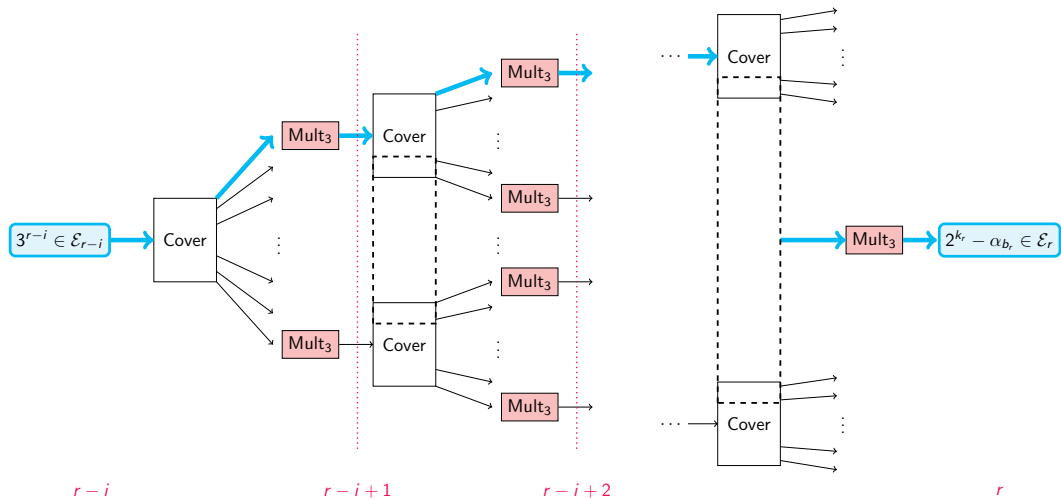 ··· Cover ⋮
Mult₃
Mult₃ Cover ⋮
Mult₃
3^{r−i} ∈ ℰ_{r−i} Cover ⋮ ⋮ Mult₃ 2^{k_r} − α_{b_r} ∈ ℰ_r
Mult₃
Mult₃ Cover ⋮
Mult₃
··· Cover ⋮
r − i r − i + 1 r − i + 2 r